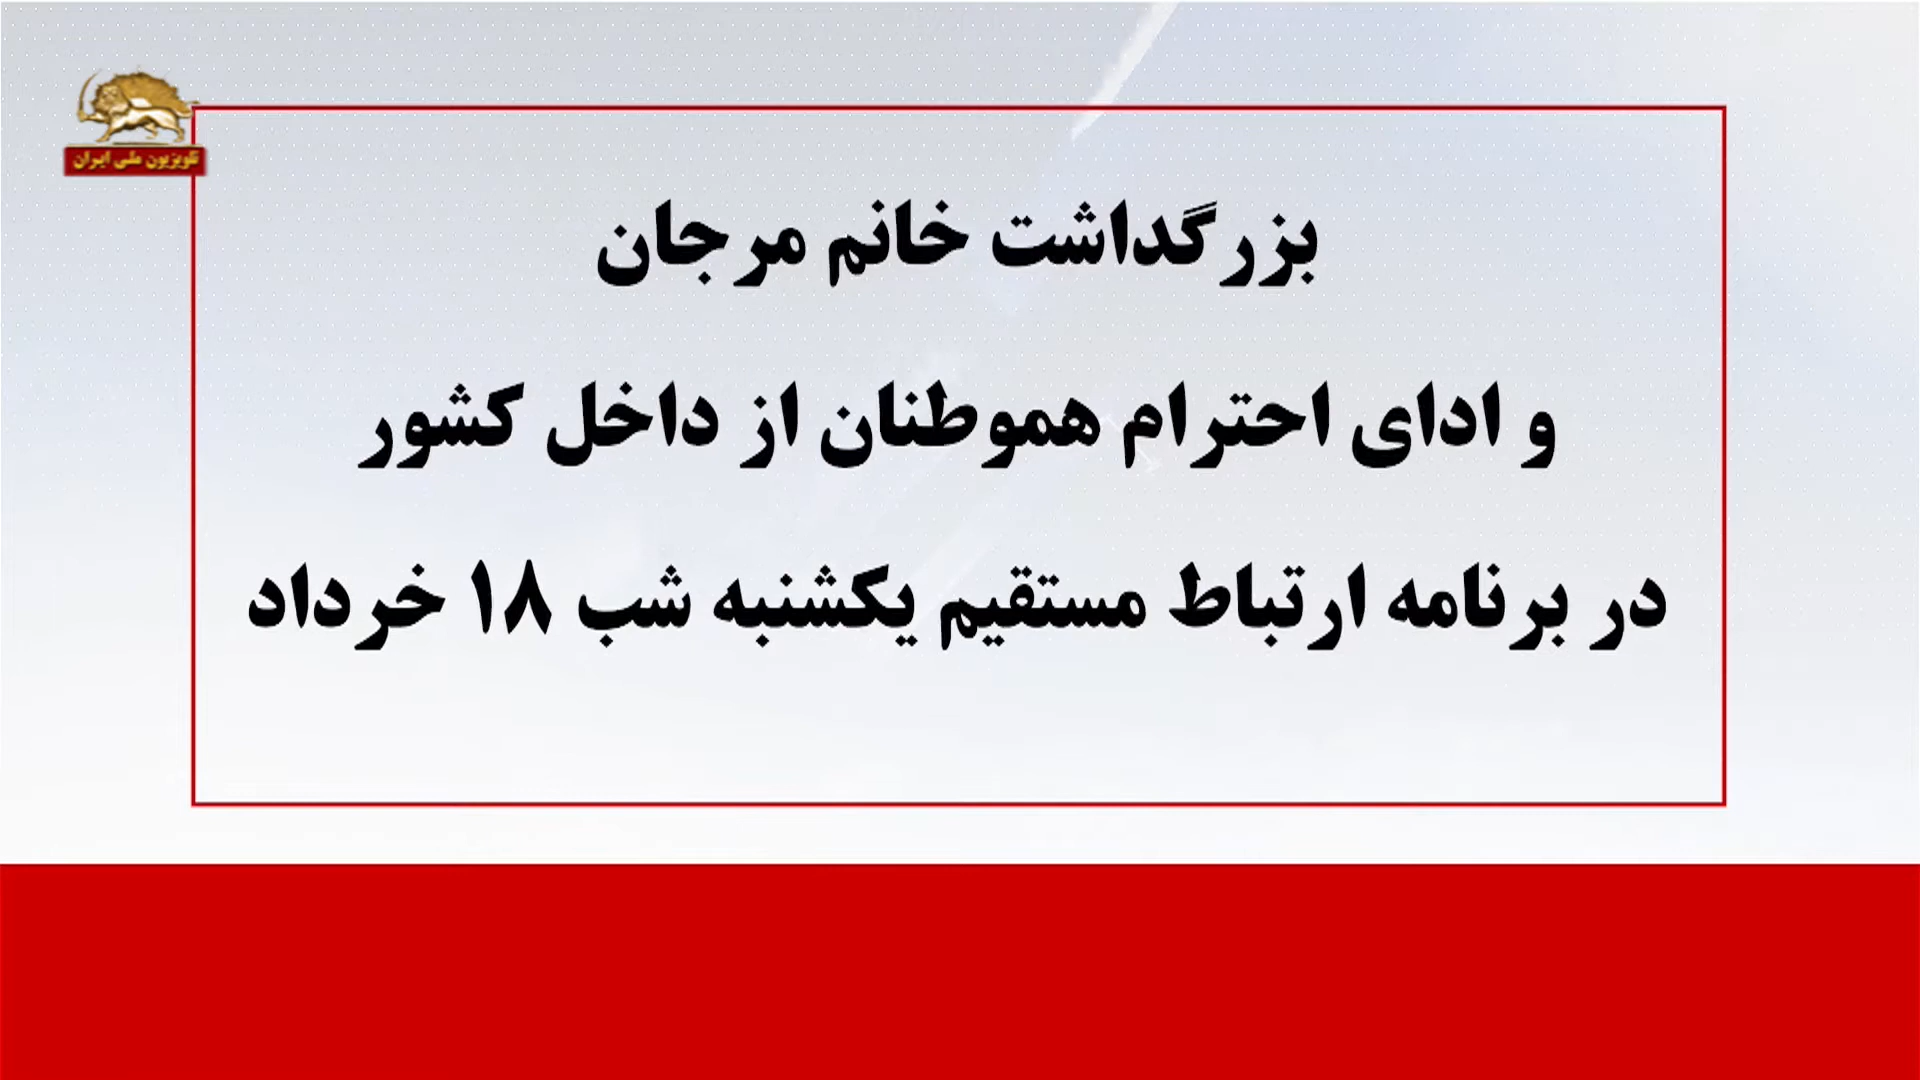 تلویزیون ملی ایران
بزرگداشت خانم مرجان
و ادای احترام هموطنان از داخل کشور
در برنامه ارتباط مستقیم یکشنبه شب ۱۸ خرداد